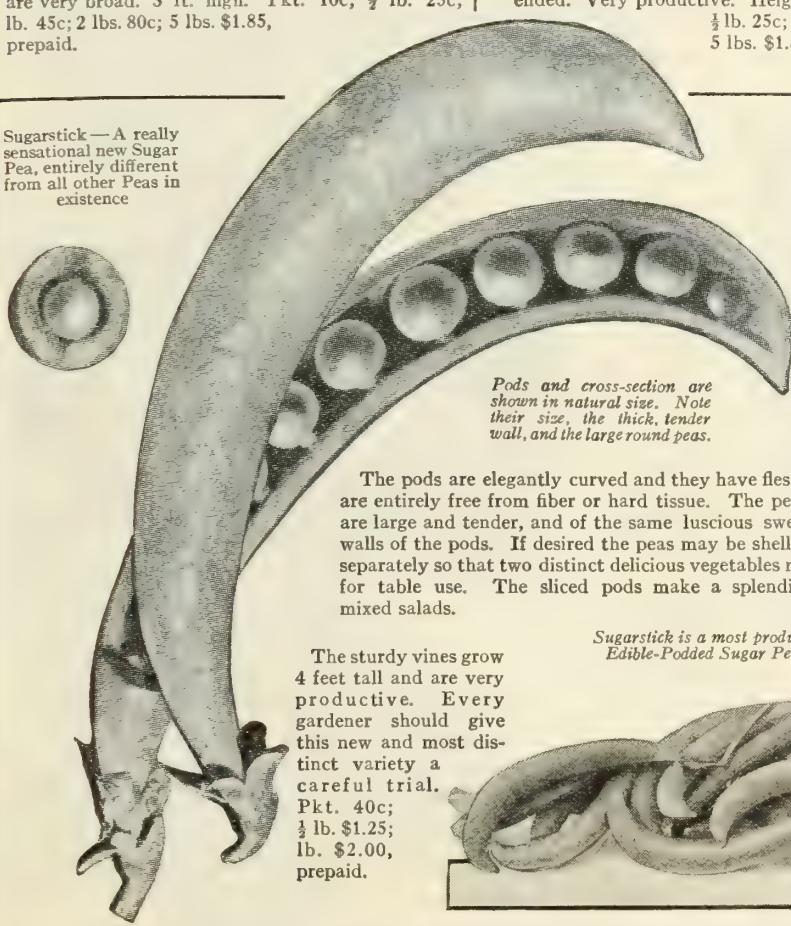 are very broad. 3 ft. high. Pkt. 10c; ½ lb. 25c;
lb. 45c; 2 lbs. 80c; 5 lbs. $1.85,
prepaid.
ended. Very productive.
½ lb. 25c;
5 lbs.
Sugarstick — A really
sensational new Sugar
Pea, entirely different
from all other Peas in
existence
Pods and cross-section are
shown in natural size. Note
their size, the thick, tender
wall, and the large round peas.
The pods are elegantly curved and they have
are entirely free from fiber or hard tissue. The
are large and tender, and of the same luscious
walls of the pods. If desired the peas may be
separately so that two distinct delicious vegetables
for table use. The sliced pods make a
mixed salads.
Sugarstick is a most
Edible-Podded Sugar
The sturdy vines grow
4 feet tall and are very
productive. Every
gardener should give
this new and most dis-
tinct variety a
careful trial.
Pkt. 40c;
½ lb. $1.25;
lb. $2.00,
prepaid.